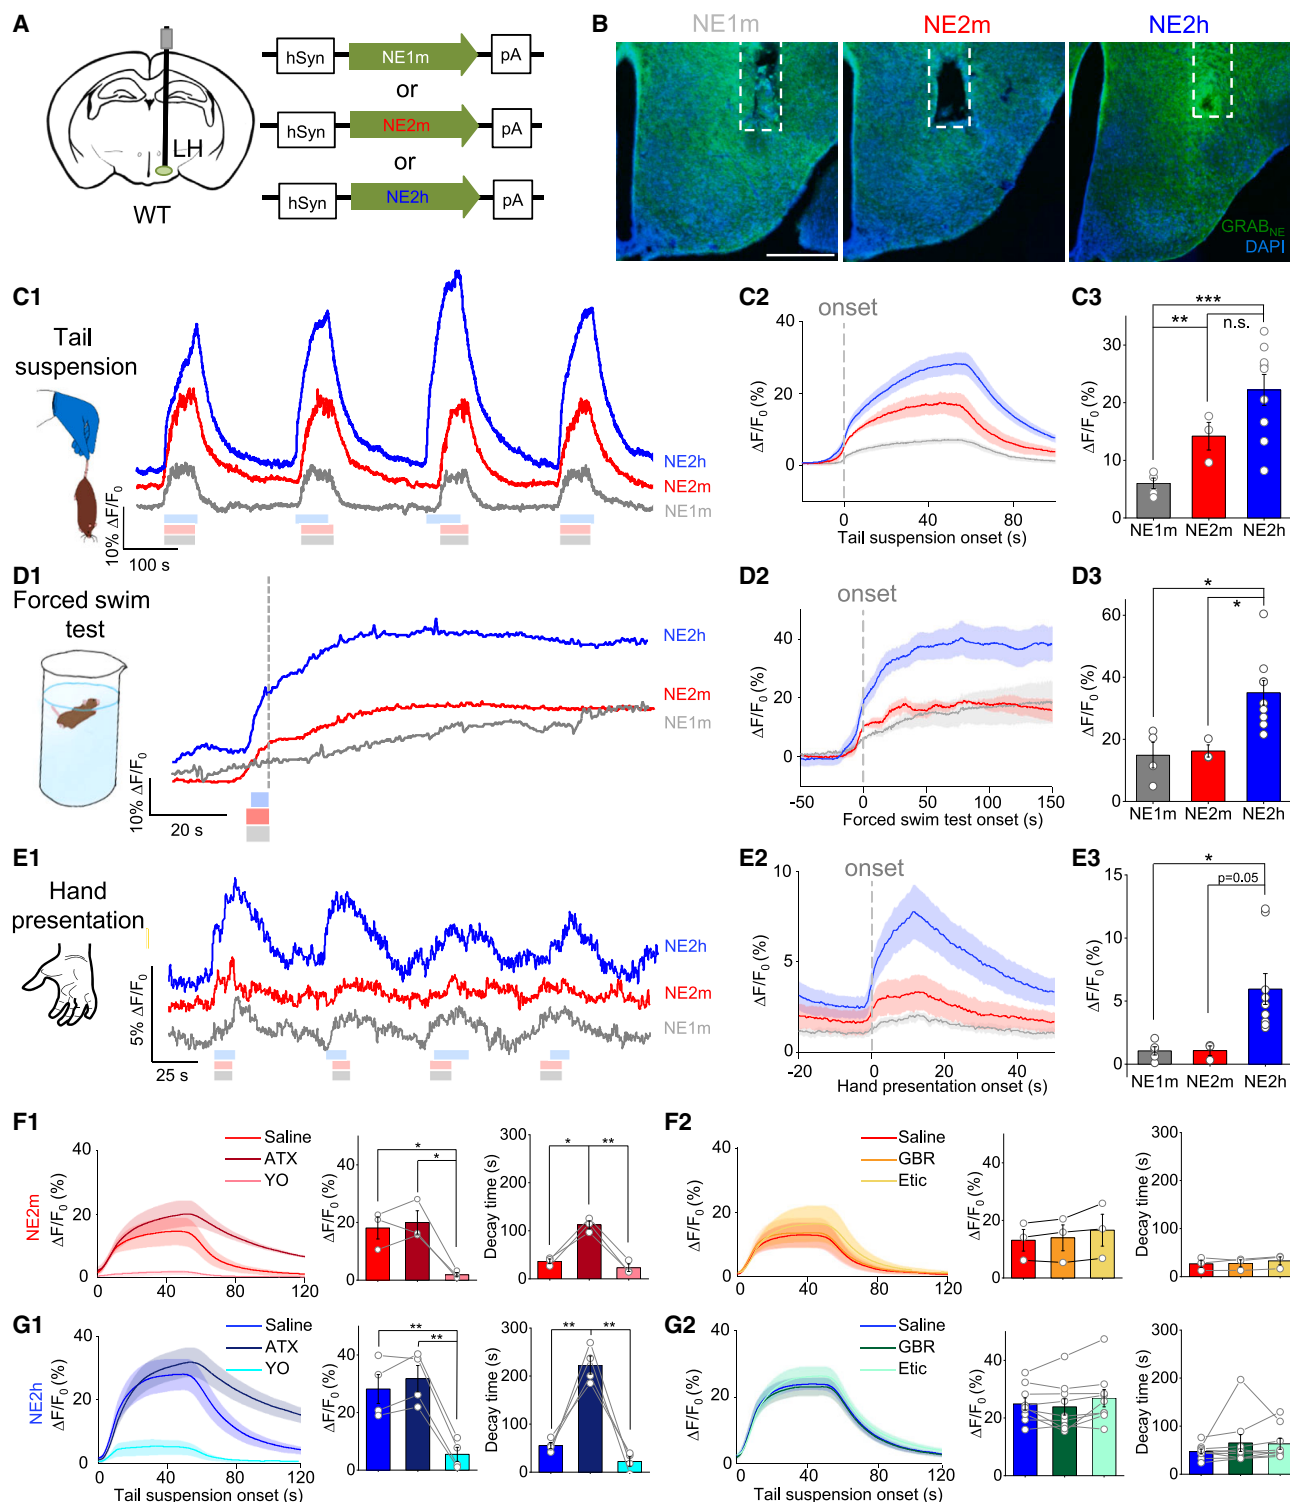 A
hSyn NE1m pA
or
hSyn NE2m pA
or
hSyn NE2h pA
LH
WT
B
NE1m NE2m NE2h
GRABNE
DAPI
C1
Tail
suspension
NE2h
NE2m
NE1m
10% ΔF/F0
100 s
C2
onset
ΔF/F0 (%)
40
20
0
0 40 80
Tail suspension onset (s)
C3
***
** n.s.
ΔF/F0 (%)
30
20
10
0
NE1m NE2m NE2h
D1
Forced swim
test
NE2h
NE2m
NE1m
10% ΔF/F0
20 s
D2
onset
ΔF/F0 (%)
40
20
0
-50 0 50 100 150
Forced swim test onset (s)
D3
*
*
ΔF/F0 (%)
60
40
20
0
NE1m NE2m NE2h
E1
Hand
presentation
NE2h
NE2m
NE1m
5% ΔF/F0
25 s
E2
onset
ΔF/F0 (%)
10
5
0
-20 0 20 40
Hand presentation onset (s)
E3
*
p=0.05
ΔF/F0 (%)
15
10
5
0
NE1m NE2m NE2h
F1
NE2m
Saline
ATX
YO
ΔF/F0 (%)
40
20
0
0 40 80 120
ΔF/F0 (%)
40
20
0
*
*
Decay time (s)
300
200
100
0
* **
F2
Saline
GBR
Etic
ΔF/F0 (%)
40
20
0
0 40 80 120
ΔF/F0 (%)
40
20
0
Decay time (s)
300
200
100
0
G1
NE2h
Saline
ATX
YO
ΔF/F0 (%)
40
20
0
0 40 80 120
Tail suspension onset (s)
ΔF/F0 (%)
40
20
0
**
**
Decay time (s)
300
200
100
0
** **
G2
Saline
GBR
Etic
ΔF/F0 (%)
40
20
0
0 40 80 120
Tail suspension onset (s)
ΔF/F0 (%)
40
20
0
Decay time (s)
300
200
100
0